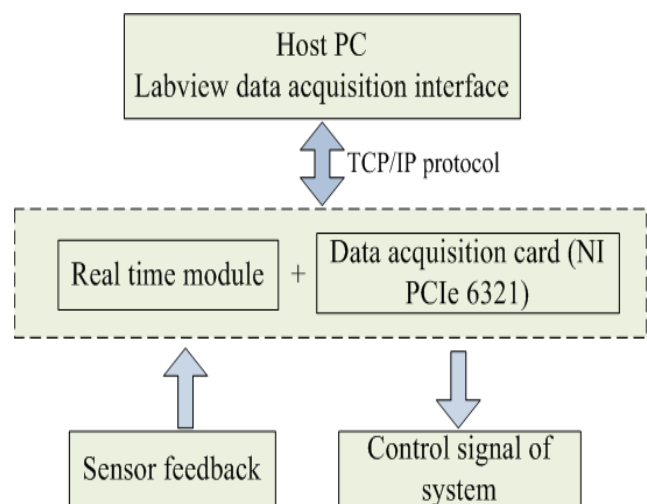 Host PC
Labview data acquisition interface
TCP/IP protocol
Real time module
+
Data acquisition card (NI
PCIe 6321)
Sensor feedback
Control signal of
system